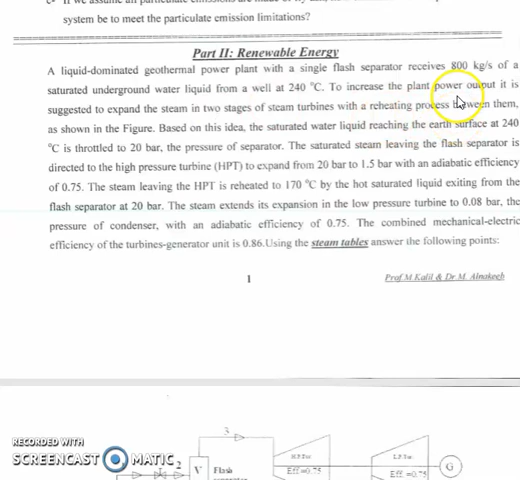 system be to meet the particulate emission limitations?
Part II: Renewable Energy
A liquid-dominated geothermal power plant with a single flash separator receives 800 kg/s of a
saturated underground water liquid from a well at 240 °C. To increase the plant power output it is
suggested to expand the steam in two stages of steam turbines with a reheating process between them,
as shown in the Figure. Based on this idea, the saturated water liquid reaching the earth surface at 240
°C is throttled to 20 bar, the pressure of separator. The saturated steam leaving the flash separator is
directed to the high pressure turbine (HPT) to expand from 20 bar to 1.5 bar with an adiabatic efficiency
of 0.75. The steam leaving the HPT is reheated to 170 °C by the hot saturated liquid exiting from the
flash separator at 20 bar. The steam extends its expansion in the low pressure turbine to 0.08 bar, the
pressure of condenser, with an adiabatic efficiency of 0.75. The combined mechanical-electric
efficiency of the turbines-generator unit is 0.86.Using the steam tables answer the following points:
1
Prof M.Kalil & Dr M. Alnakeeb
3
RECORDED WITH
SCREENCAST MATIC
2
V
Flash
H.P.Tur
Eff =0.75
L.P.Tur
Eff =0.75
G